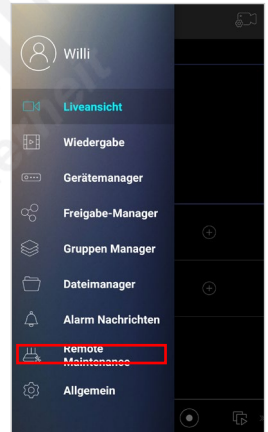 Willi
Liveansicht
Wiedergabe
Gerätemanager
Freigabe-Manager
Gruppen Manager
Dateimanager
Alarm Nachrichten
Remote
Maintenance
Allgemein